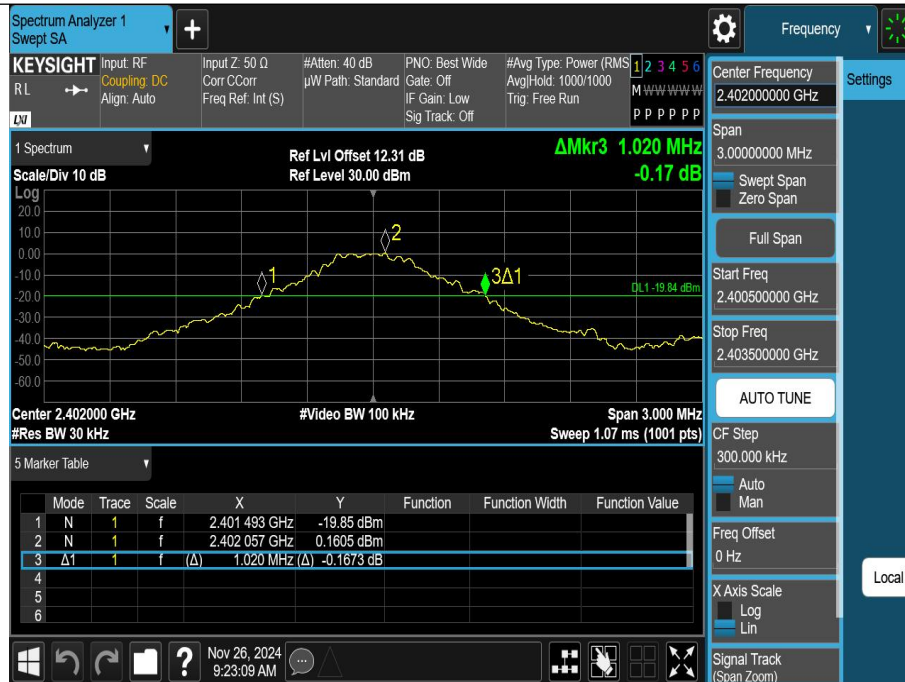 Spectrum Analyzer 1
Swept SA
+
Frequency
KEYSIGHT
RL
LXI
Input: RF
Coupling: DC
Align: Auto
Input Z: 50 Ω
Corr CCorr
Freq Ref: Int (S)
#Atten: 40 dB
µW Path: Standard
PNO: Best Wide
Gate: Off
IF Gain: Low
Sig Track: Off
#Avg Type: Power (RMS
Avg|Hold: 1000/1000
Trig: Free Run
1 2 3 4 5 6
M W W W W W
P P P P P P
Center Frequency
2.402000000 GHz
Settings
Span
3.00000000 MHz
Swept Span
Zero Span
Full Span
Start Freq
2.400500000 GHz
Stop Freq
2.403500000 GHz
AUTO TUNE
CF Step
300.000 kHz
Auto
Man
Freq Offset
0 Hz
X Axis Scale
Log
Lin
Signal Track
(Span Zoom)
Local
1 Spectrum
Scale/Div 10 dB
Ref Lvl Offset 12.31 dB
Ref Level 30.00 dBm
ΔMkr3 1.020 MHz
-0.17 dB
Log
20.0
10.0
0.00
-10.0
-20.0
-30.0
-40.0
-50.0
-60.0
1
2
3Δ1
DL1 -19.84 dBm
Center 2.402000 GHz
#Res BW 30 kHz
#Video BW 100 kHz
Span 3.000 MHz
Sweep 1.07 ms (1001 pts)
5 Marker Table
Mode Trace Scale X Y Function Function Width Function Value
1 N 1 f 2.401 493 GHz -19.85 dBm
2 N 1 f 2.402 057 GHz 0.1605 dBm
3 Δ1 1 f (Δ) 1.020 MHz (Δ) -0.1673 dB
4
5
6
?
Nov 26, 2024
9:23:09 AM